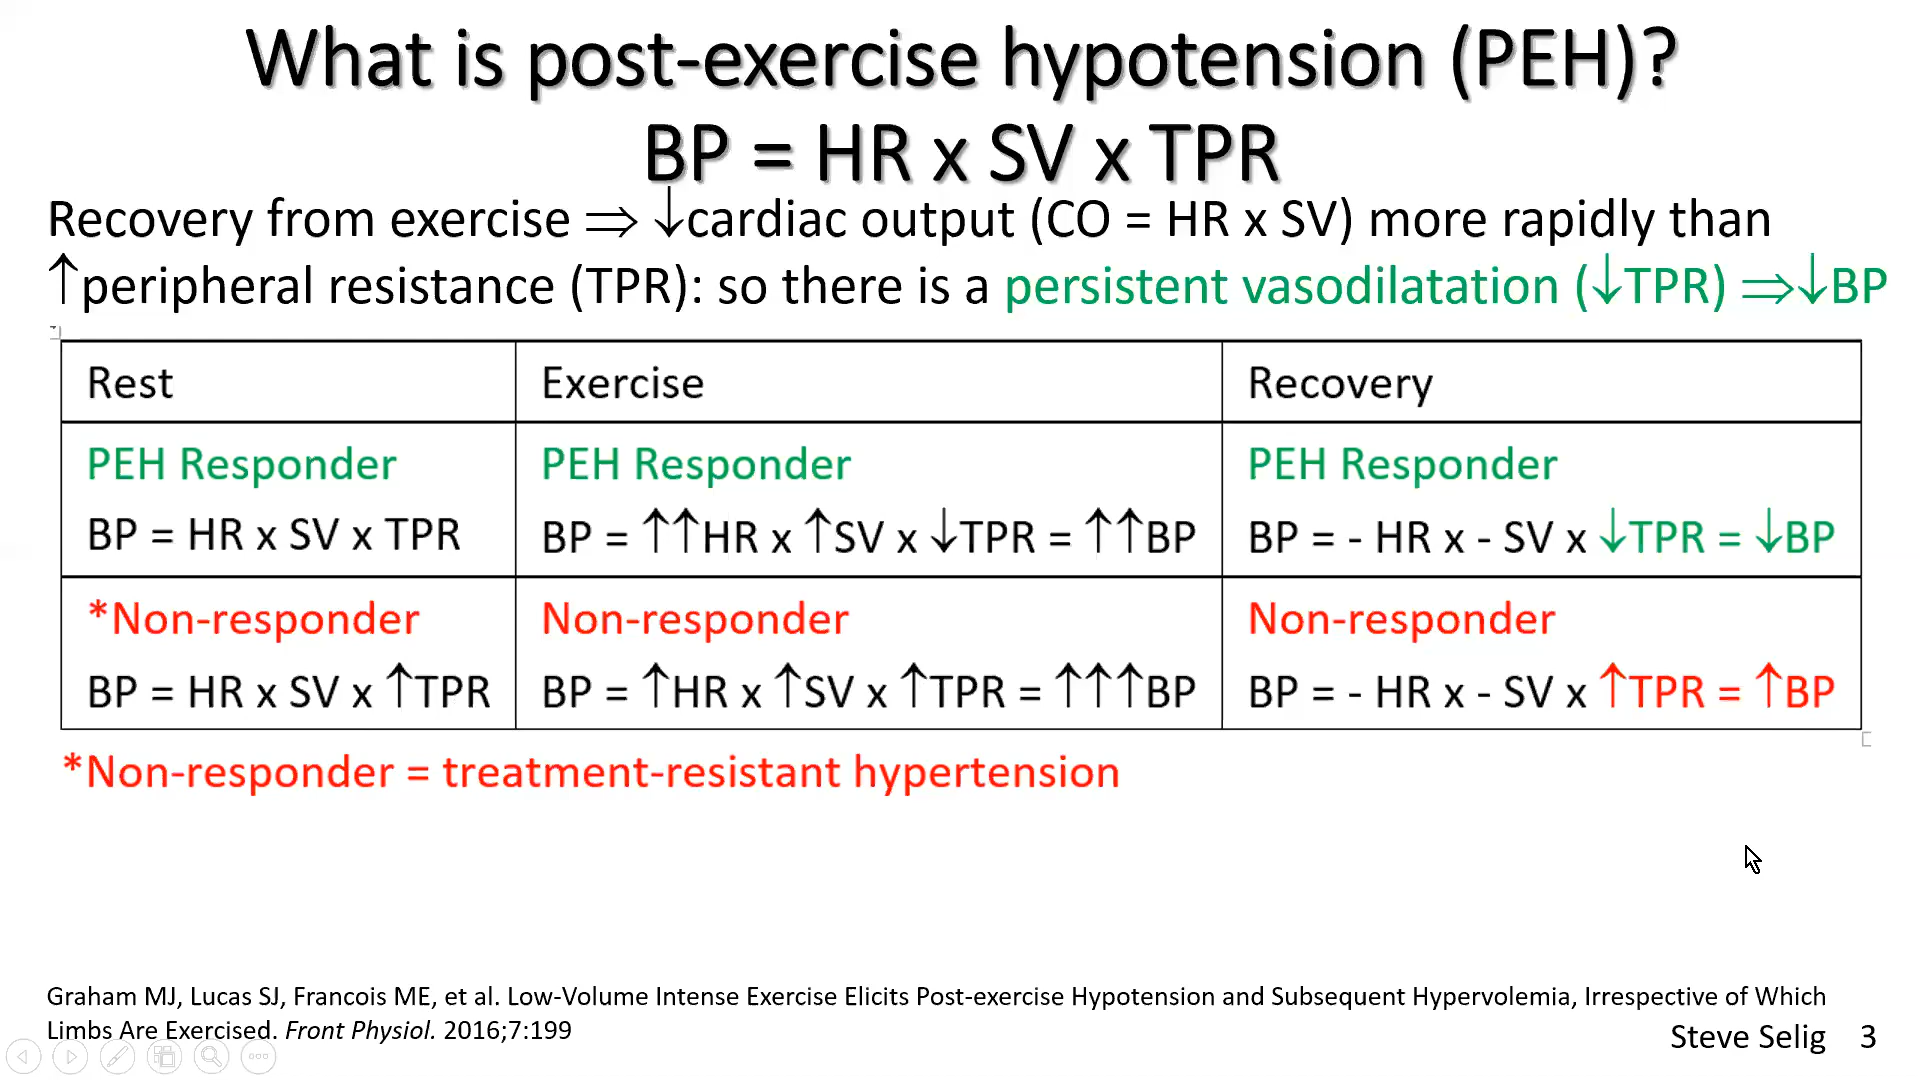 What is post-exercise hypotension (PEH)?
BP = HR x SV x TPR
Recovery from exercise ⇒ ↓cardiac output (CO = HR x SV) more rapidly than
↑peripheral resistance (TPR): so there is a persistent vasodilatation (↓TPR) ⇒↓BP
Rest
Exercise
Recovery
PEH Responder
BP = HR x SV x TPR
PEH Responder
BP = ↑↑HR x ↑SV x ↓TPR = ↑↑BP
PEH Responder
BP = - HR x - SV x ↓TPR = ↓BP
*Non-responder
BP = HR x SV x ↑TPR
Non-responder
BP = ↑HR x ↑SV x ↑TPR = ↑↑↑BP
Non-responder
BP = - HR x - SV x ↑TPR = ↑BP
*Non-responder = treatment-resistant hypertension
Graham MJ, Lucas SJ, Francois ME, et al. Low-Volume Intense Exercise Elicits Post-exercise Hypotension and Subsequent Hypervolemia, Irrespective of Which
Limbs Are Exercised. Front Physiol. 2016;7:199
Steve Selig 3